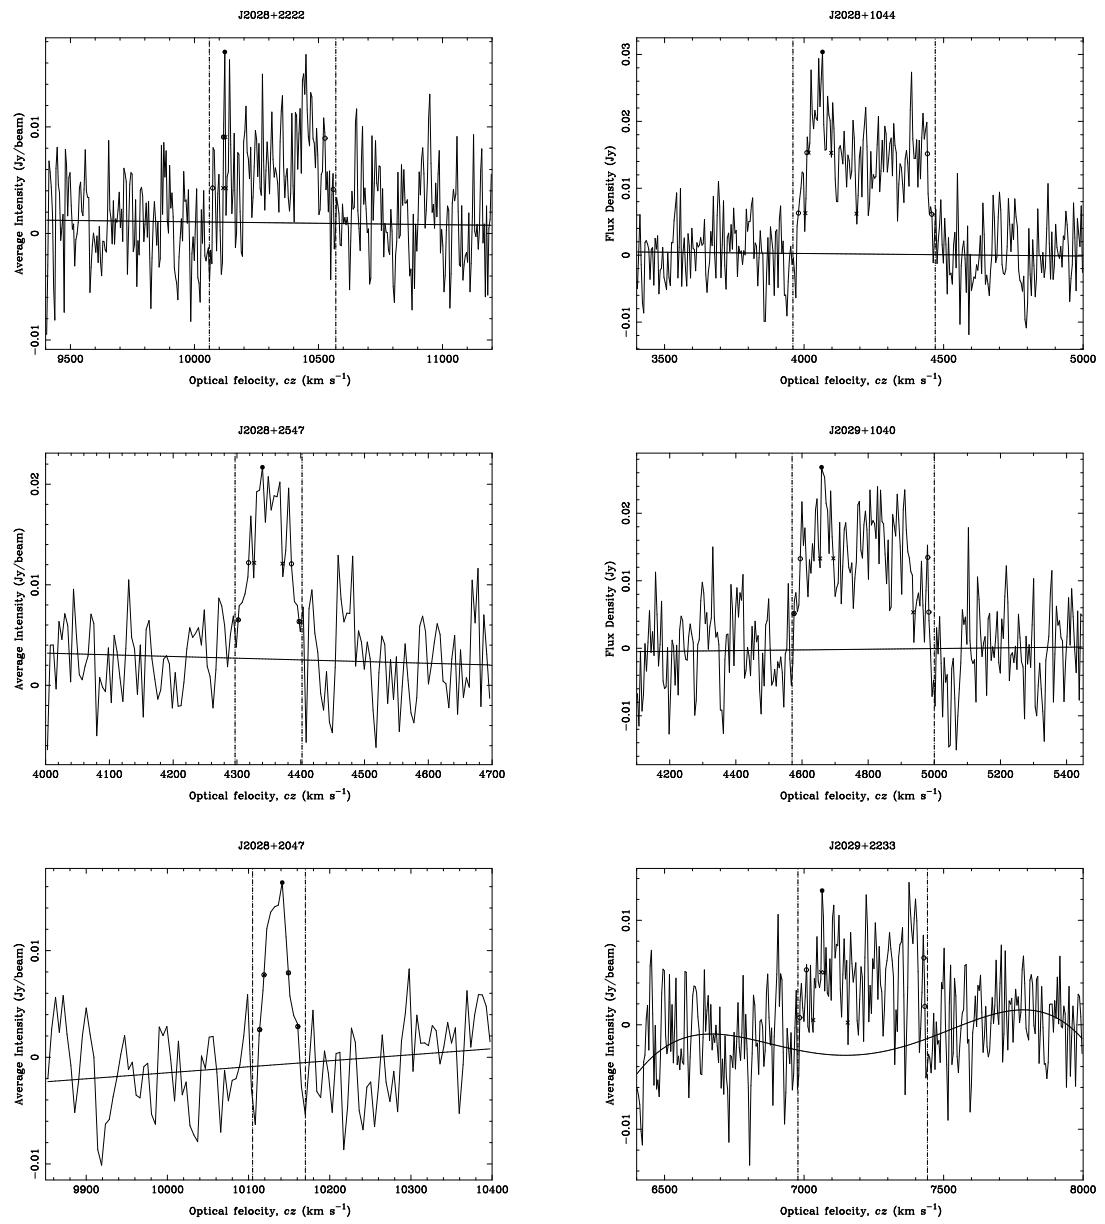 J2028+2222
Average Intensity (Jy/beam)
0.01
0
−0.01
9500 10000 10500 11000
Optical felocity, cz (km s⁻¹)
J2028+1044
Flux Density (Jy)
0.03
0.02
0.01
0
−0.01
3500 4000 4500 5000
Optical felocity, cz (km s⁻¹)
J2028+2547
Average Intensity (Jy/beam)
0.02
0.01
0
4000 4100 4200 4300 4400 4500 4600 4700
Optical felocity, cz (km s⁻¹)
J2029+1040
Flux Density (Jy)
0.02
0.01
0
−0.01
4200 4400 4600 4800 5000 5200 5400
Optical felocity, cz (km s⁻¹)
J2028+2047
Average Intensity (Jy/beam)
0.01
0
−0.01
9900 10000 10100 10200 10300 10400
Optical felocity, cz (km s⁻¹)
J2029+2233
Average Intensity (Jy/beam)
0.01
0
−0.01
6500 7000 7500 8000
Optical felocity, cz (km s⁻¹)